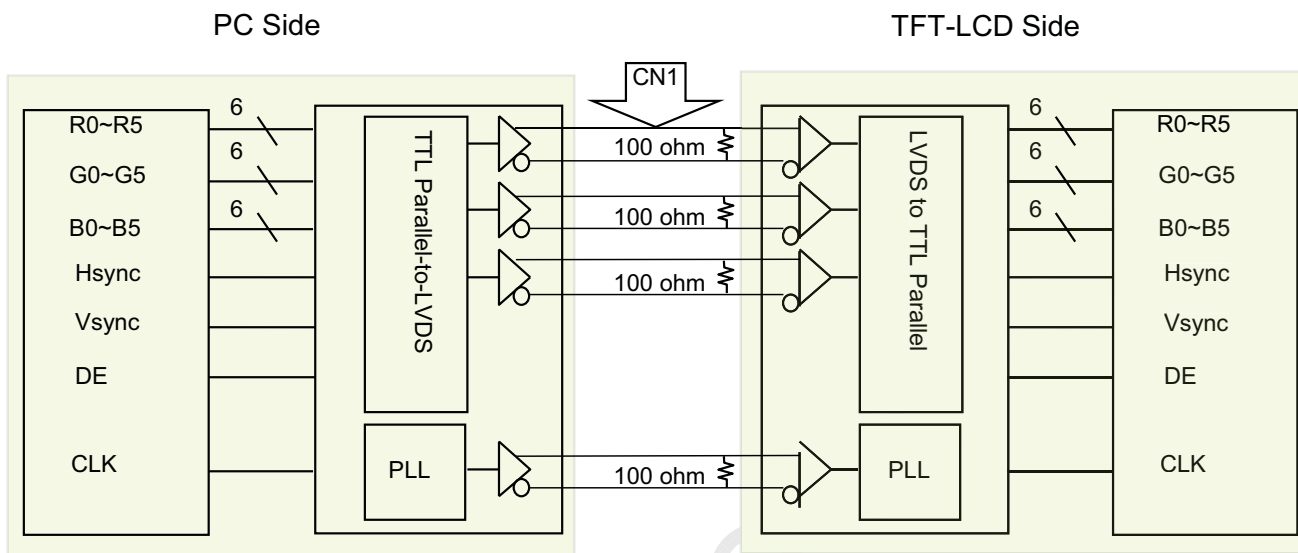 PC Side
TFT-LCD Side
CN1
R0~R5
6
G0~G5
6
B0~B5
6
Hsync
Vsync
DE
CLK
TTL Parallel-to-LVDS
PLL
100 ohm
100 ohm
100 ohm
100 ohm
LVDS to TTL Parallel
PLL
6
R0~R5
6
G0~G5
6
B0~B5
Hsync
Vsync
DE
CLK